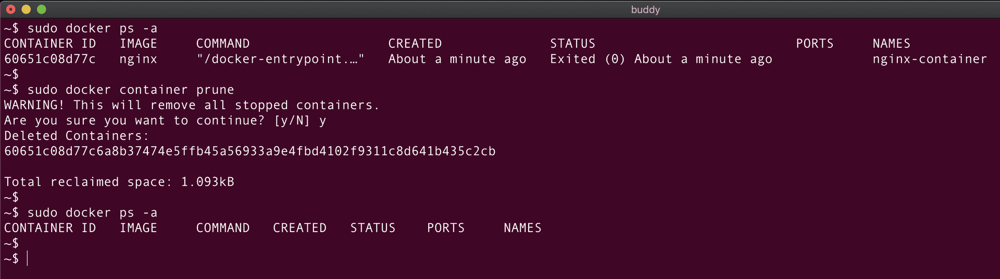 buddy
~$ sudo docker ps -a
CONTAINER ID   IMAGE     COMMAND                  CREATED              STATUS                          PORTS     NAMES
60651c08d77c   nginx     "/docker-entrypoint.…"   About a minute ago   Exited (0) About a minute ago             nginx-container
~$
~$ sudo docker container prune
WARNING! This will remove all stopped containers.
Are you sure you want to continue? [y/N] y
Deleted Containers:
60651c08d77c6a8b37474e5ffb45a56933a9e4fbd4102f9311c8d641b435c2cb
Total reclaimed space: 1.093kB
~$
~$ sudo docker ps -a
CONTAINER ID   IMAGE     COMMAND   CREATED   STATUS    PORTS     NAMES
~$
~$